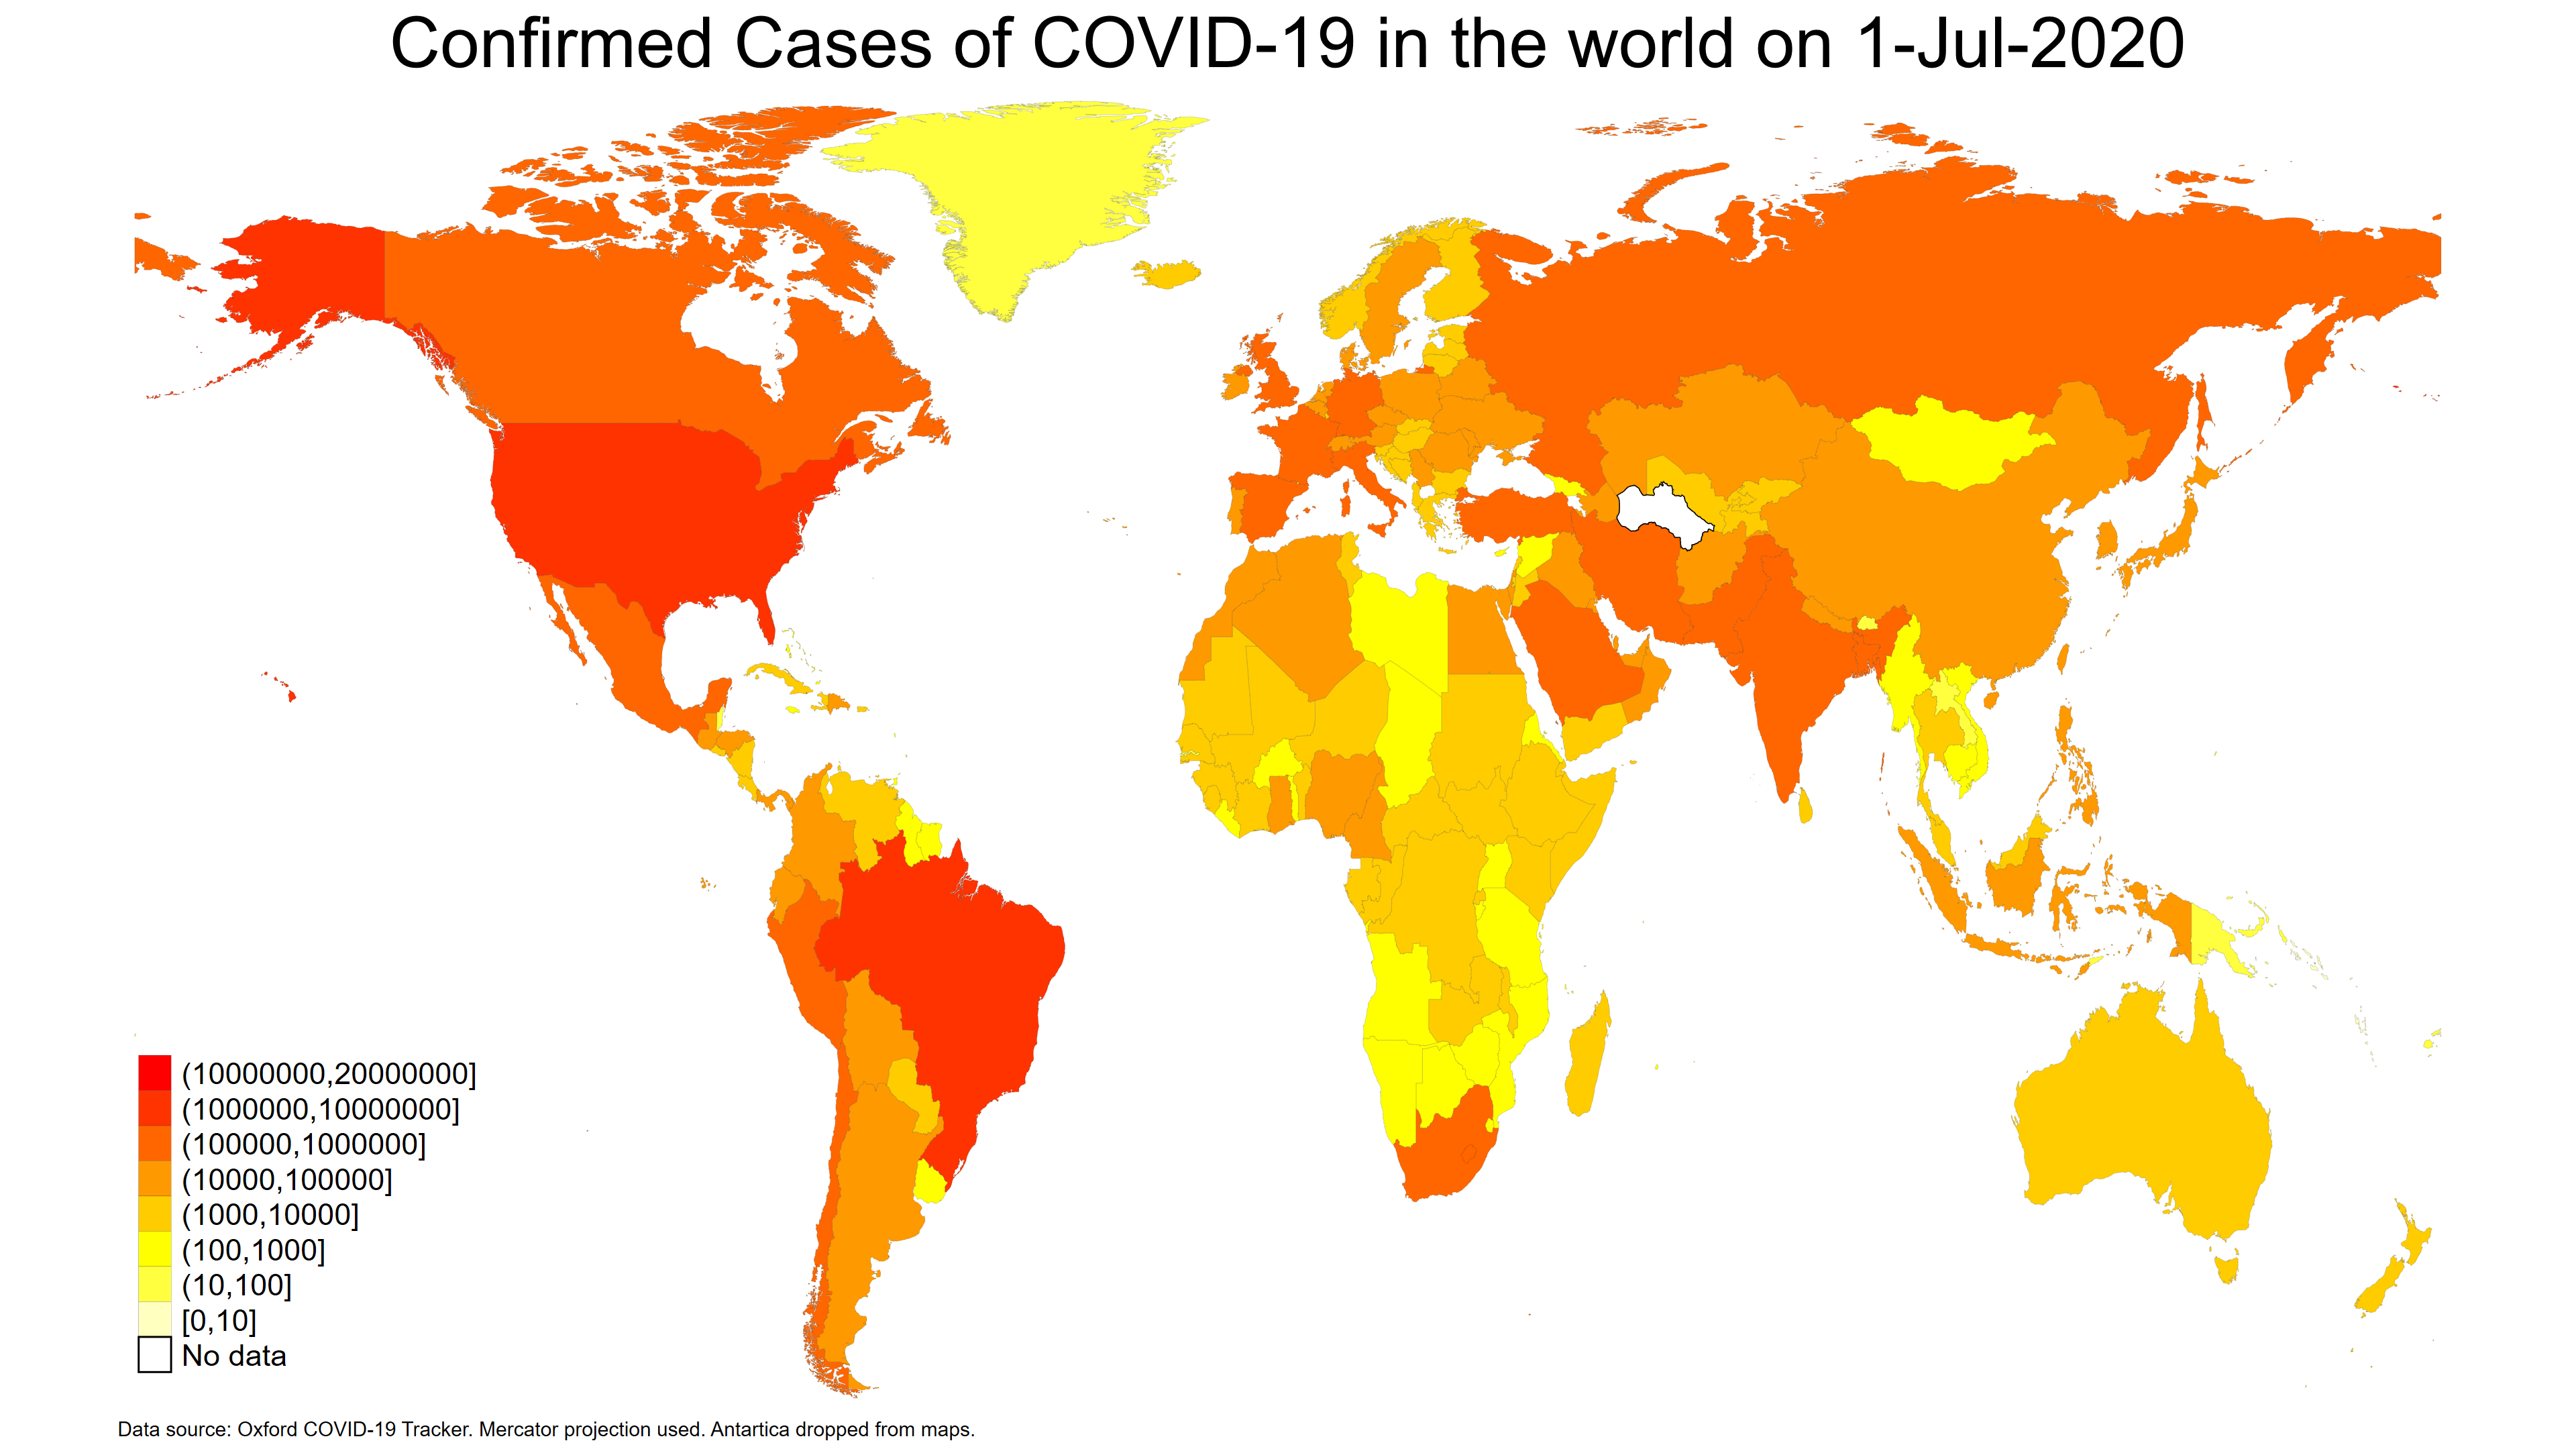 Confirmed Cases of COVID-19 in the world on 1-Jul-2020
(10000000,20000000]
(1000000,10000000]
(100000,1000000]
(10000,100000]
(1000,10000]
(100,1000]
(10,100]
[0,10]
No data
Data source: Oxford COVID-19 Tracker. Mercator projection used. Antartica dropped from maps.